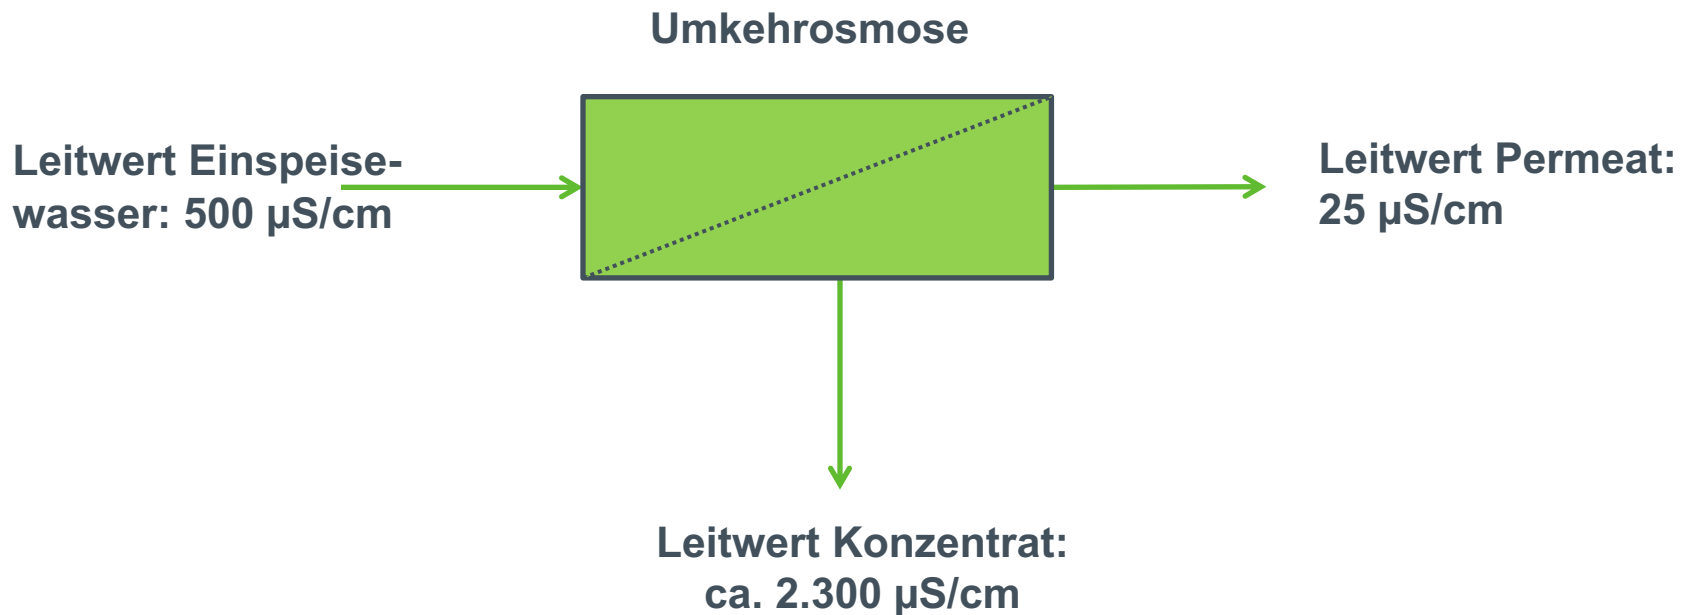 Umkehrosmose
Leitwert Einspeise-
wasser: 500 µS/cm
Leitwert Permeat:
25 µS/cm
Leitwert Konzentrat:
ca. 2.300 µS/cm